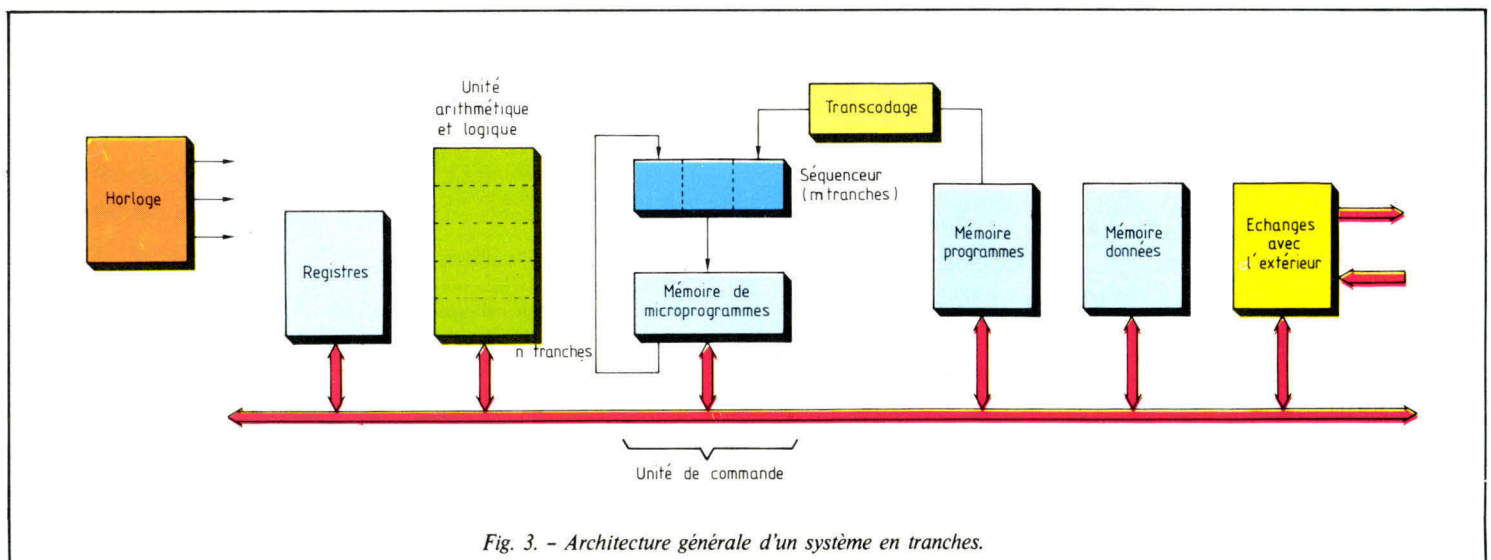 Horloge
Registres
Unité
arithmétique
et logique
n tranches
Transcodage
Séquenceur
(m tranches)
Mémoire de
microprogrammes
Mémoire
programmes
Mémoire
données
Echanges
avec
l'extérieur
Unité de commande
Fig. 3. – Architecture générale d'un système en tranches.